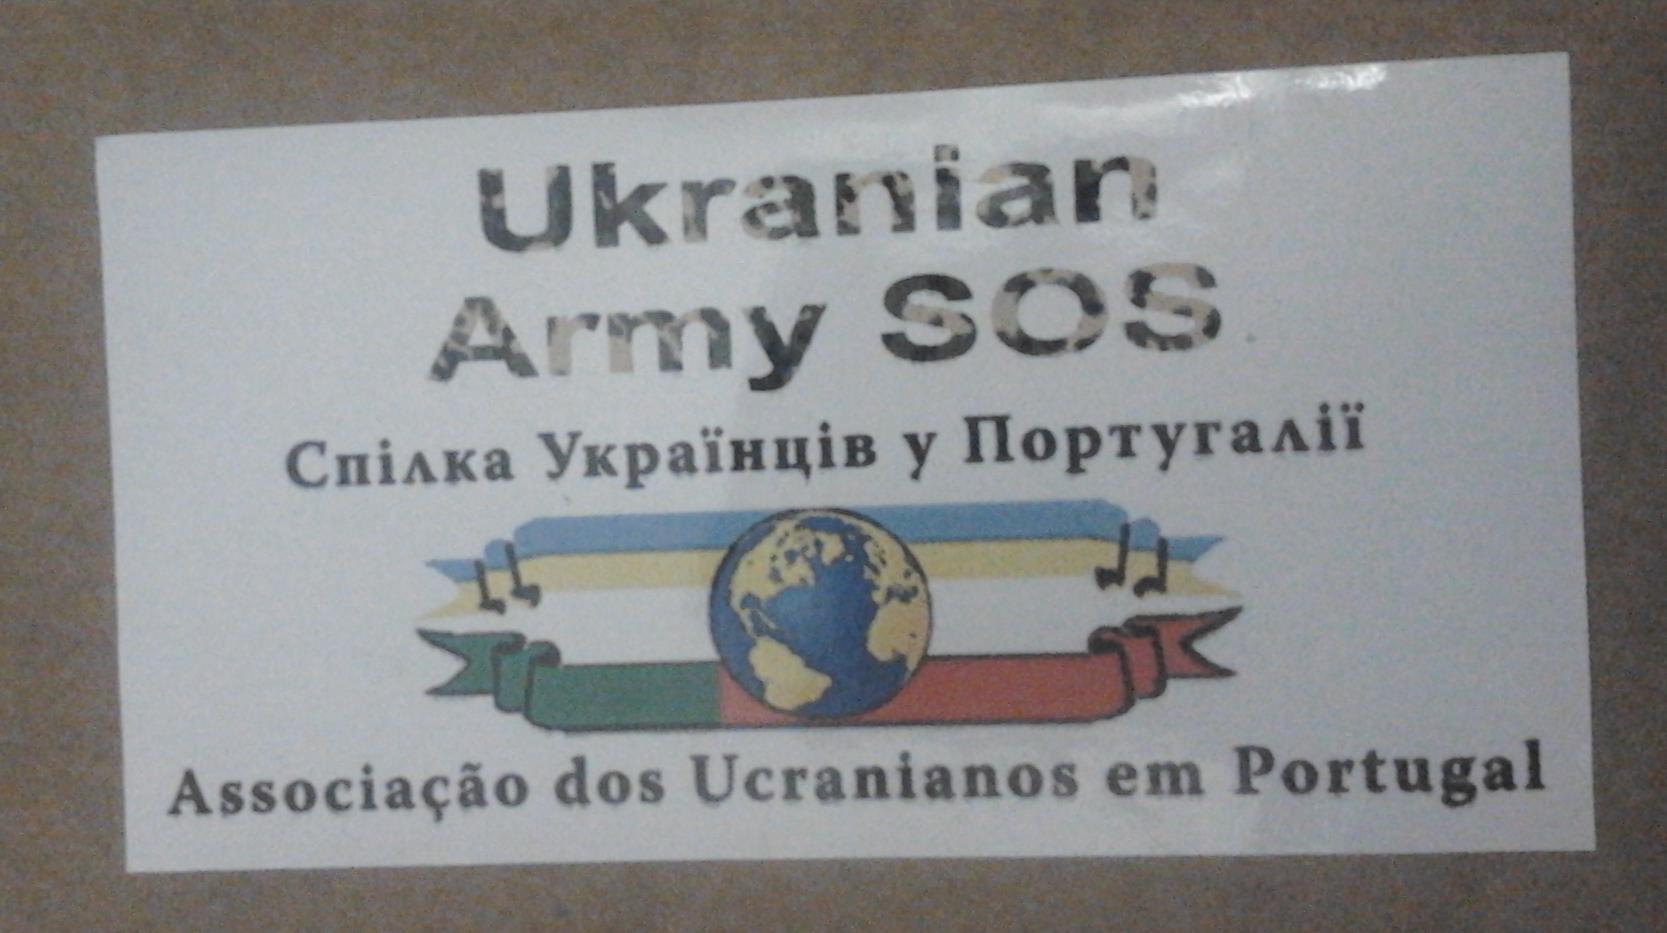 Ukranian
Army SOS
Спілка Українців у Португалії
Associação dos Ucranianos em Portugal